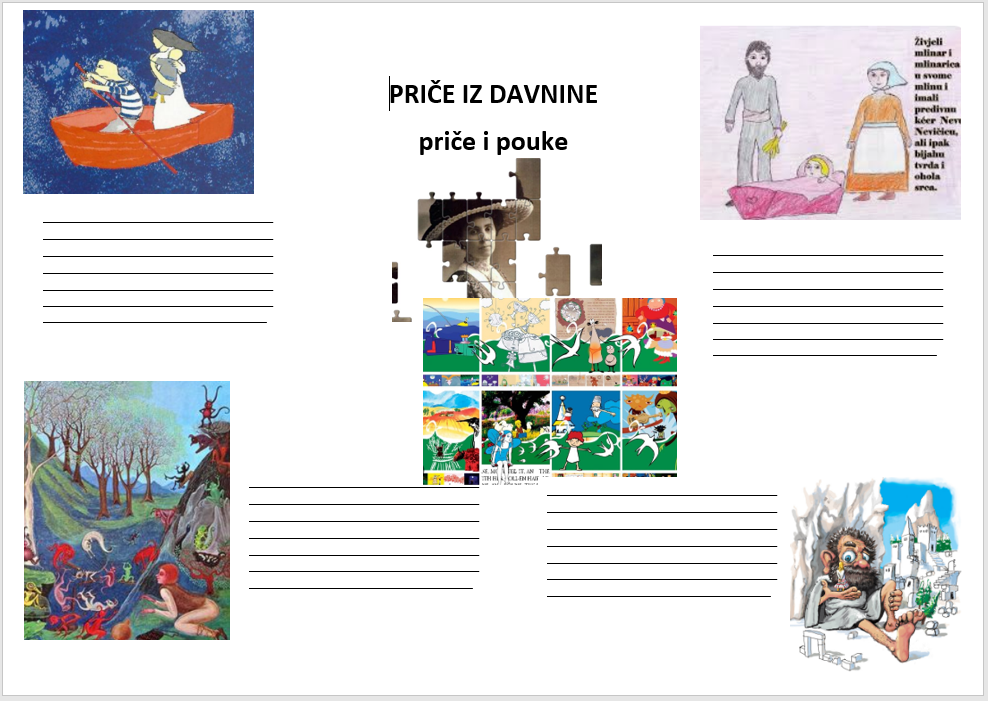 PRIČE IZ DAVNINE
priče i pouke
Živjeli
mlinar i
mlinarica
u svome
mlinu i
imali
predivnu
kćer Nevu
Nevičicu,
ali ipak
bijahu
tvrda i
ohola
srca.